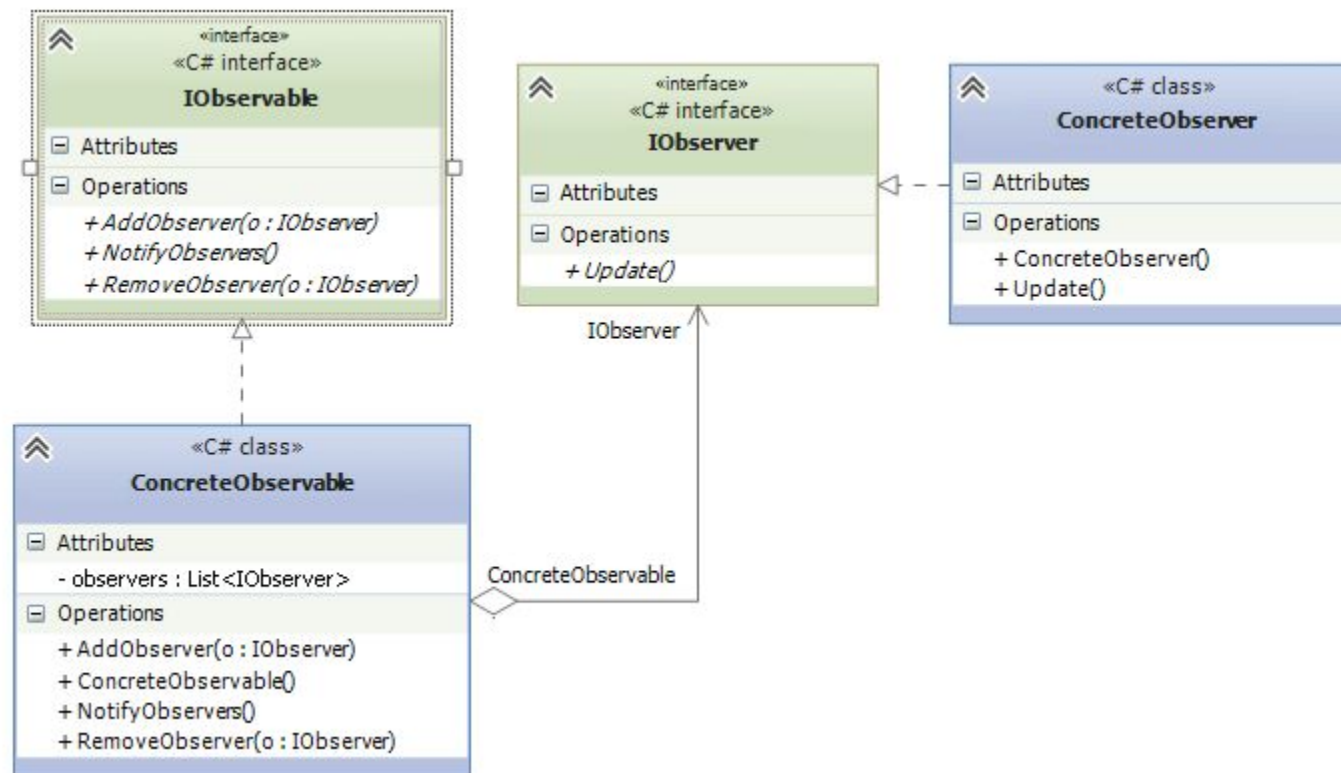 «interface»
«C# interface»
IObservable
Attributes
Operations
+ AddObserver(o : IObserver)
+ NotifyObservers()
+ RemoveObserver(o : IObserver)
«interface»
«C# interface»
IObserver
Attributes
Operations
+ Update()
«C# class»
ConcreteObserver
Attributes
Operations
+ ConcreteObserver()
+ Update()
IObserver
«C# class»
ConcreteObservable
Attributes
- observers : List<IObserver>
Operations
+ AddObserver(o : IObserver)
+ ConcreteObservable()
+ NotifyObservers()
+ RemoveObserver(o : IObserver)
ConcreteObservable